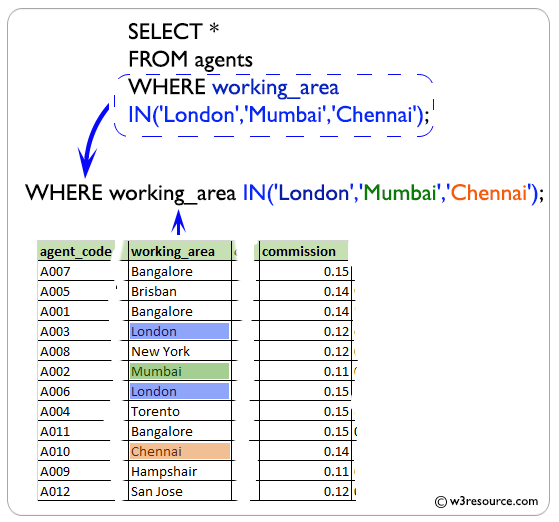 SELECT *
FROM agents
WHERE working_area
IN('London','Mumbai','Chennai');
WHERE working_area IN('London','Mumbai','Chennai');
agent_code working_area commission
A007 Bangalore 0.15
A005 Brisban 0.14
A001 Bangalore 0.14
A003 London 0.12
A008 New York 0.12
A002 Mumbai 0.11
A006 London 0.15
A004 Torento 0.15
A011 Bangalore 0.15
A010 Chennai 0.14
A009 Hampshair 0.11
A012 San Jose 0.12
© w3resource.com